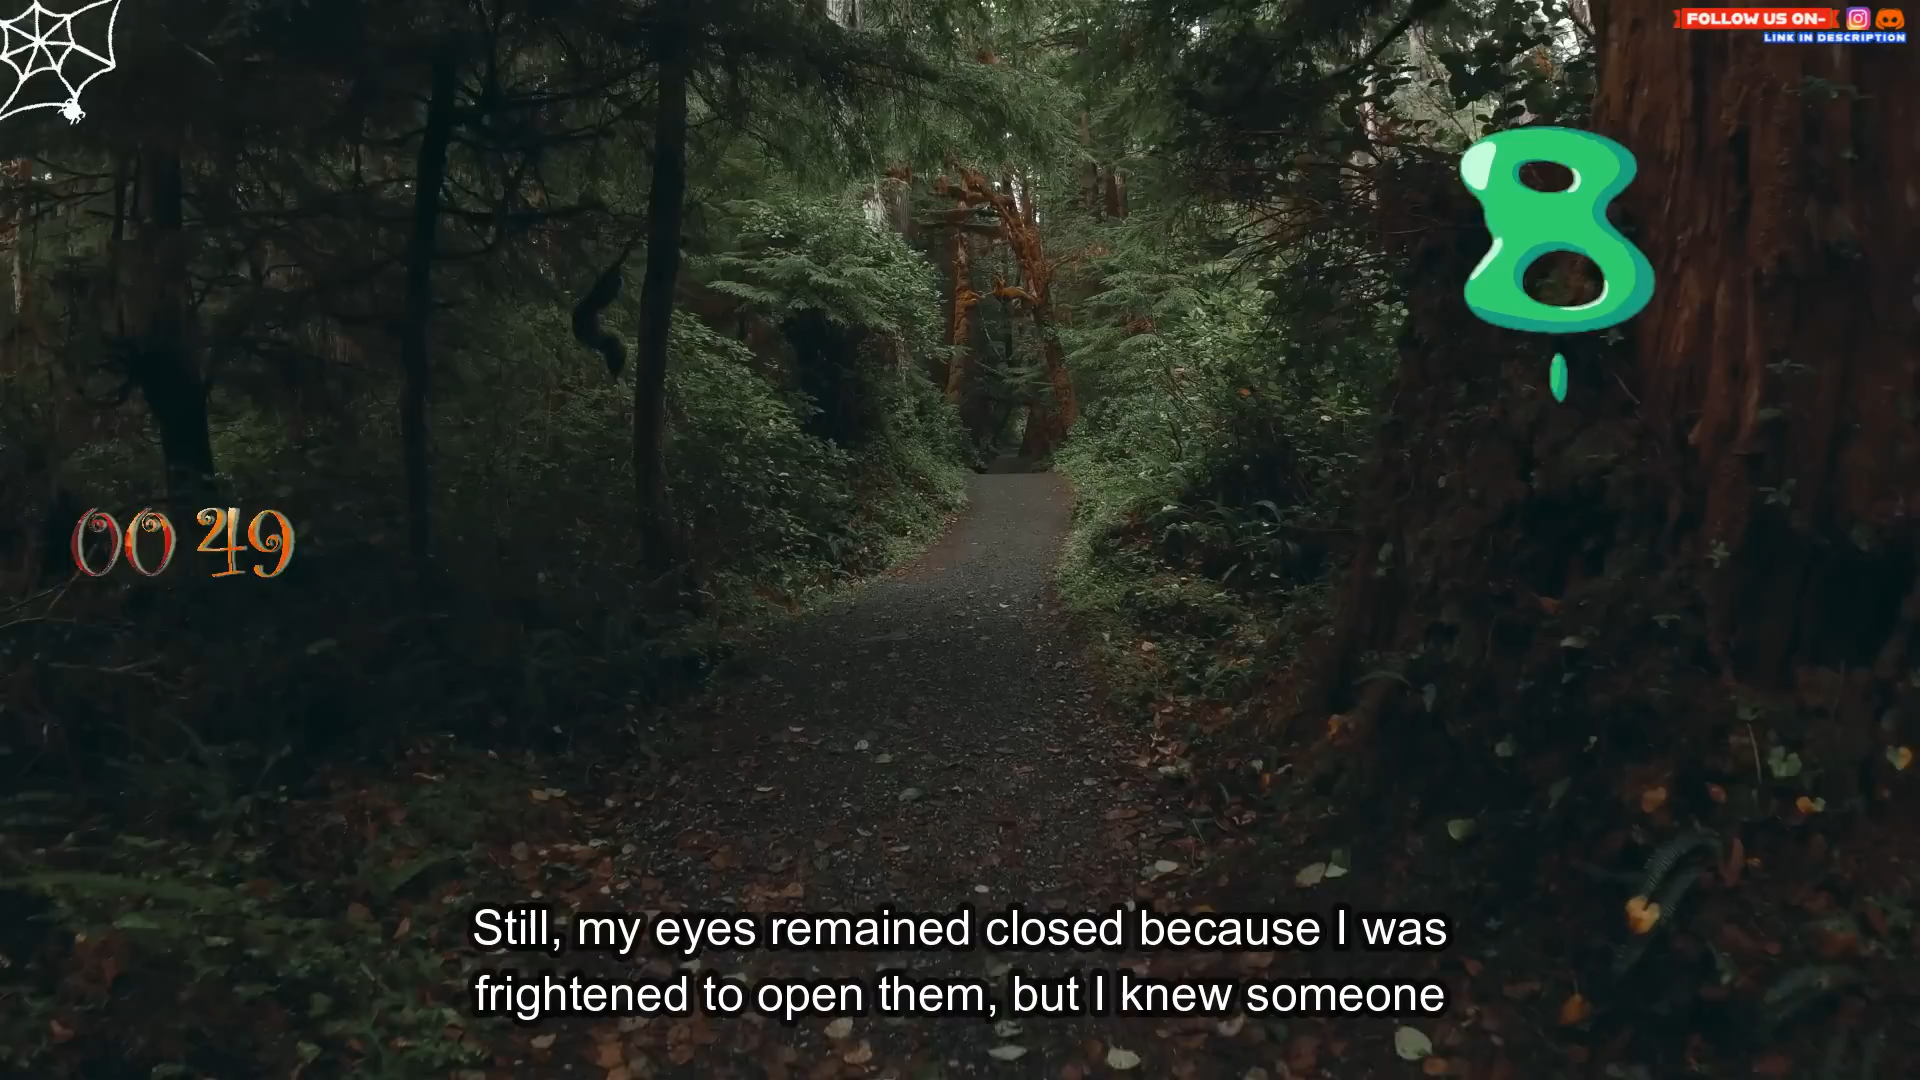 FOLLOW US ON-
LINK IN DESCRIPTION
8
00 49
Still, my eyes remained closed because I was
frightened to open them, but I knew someone